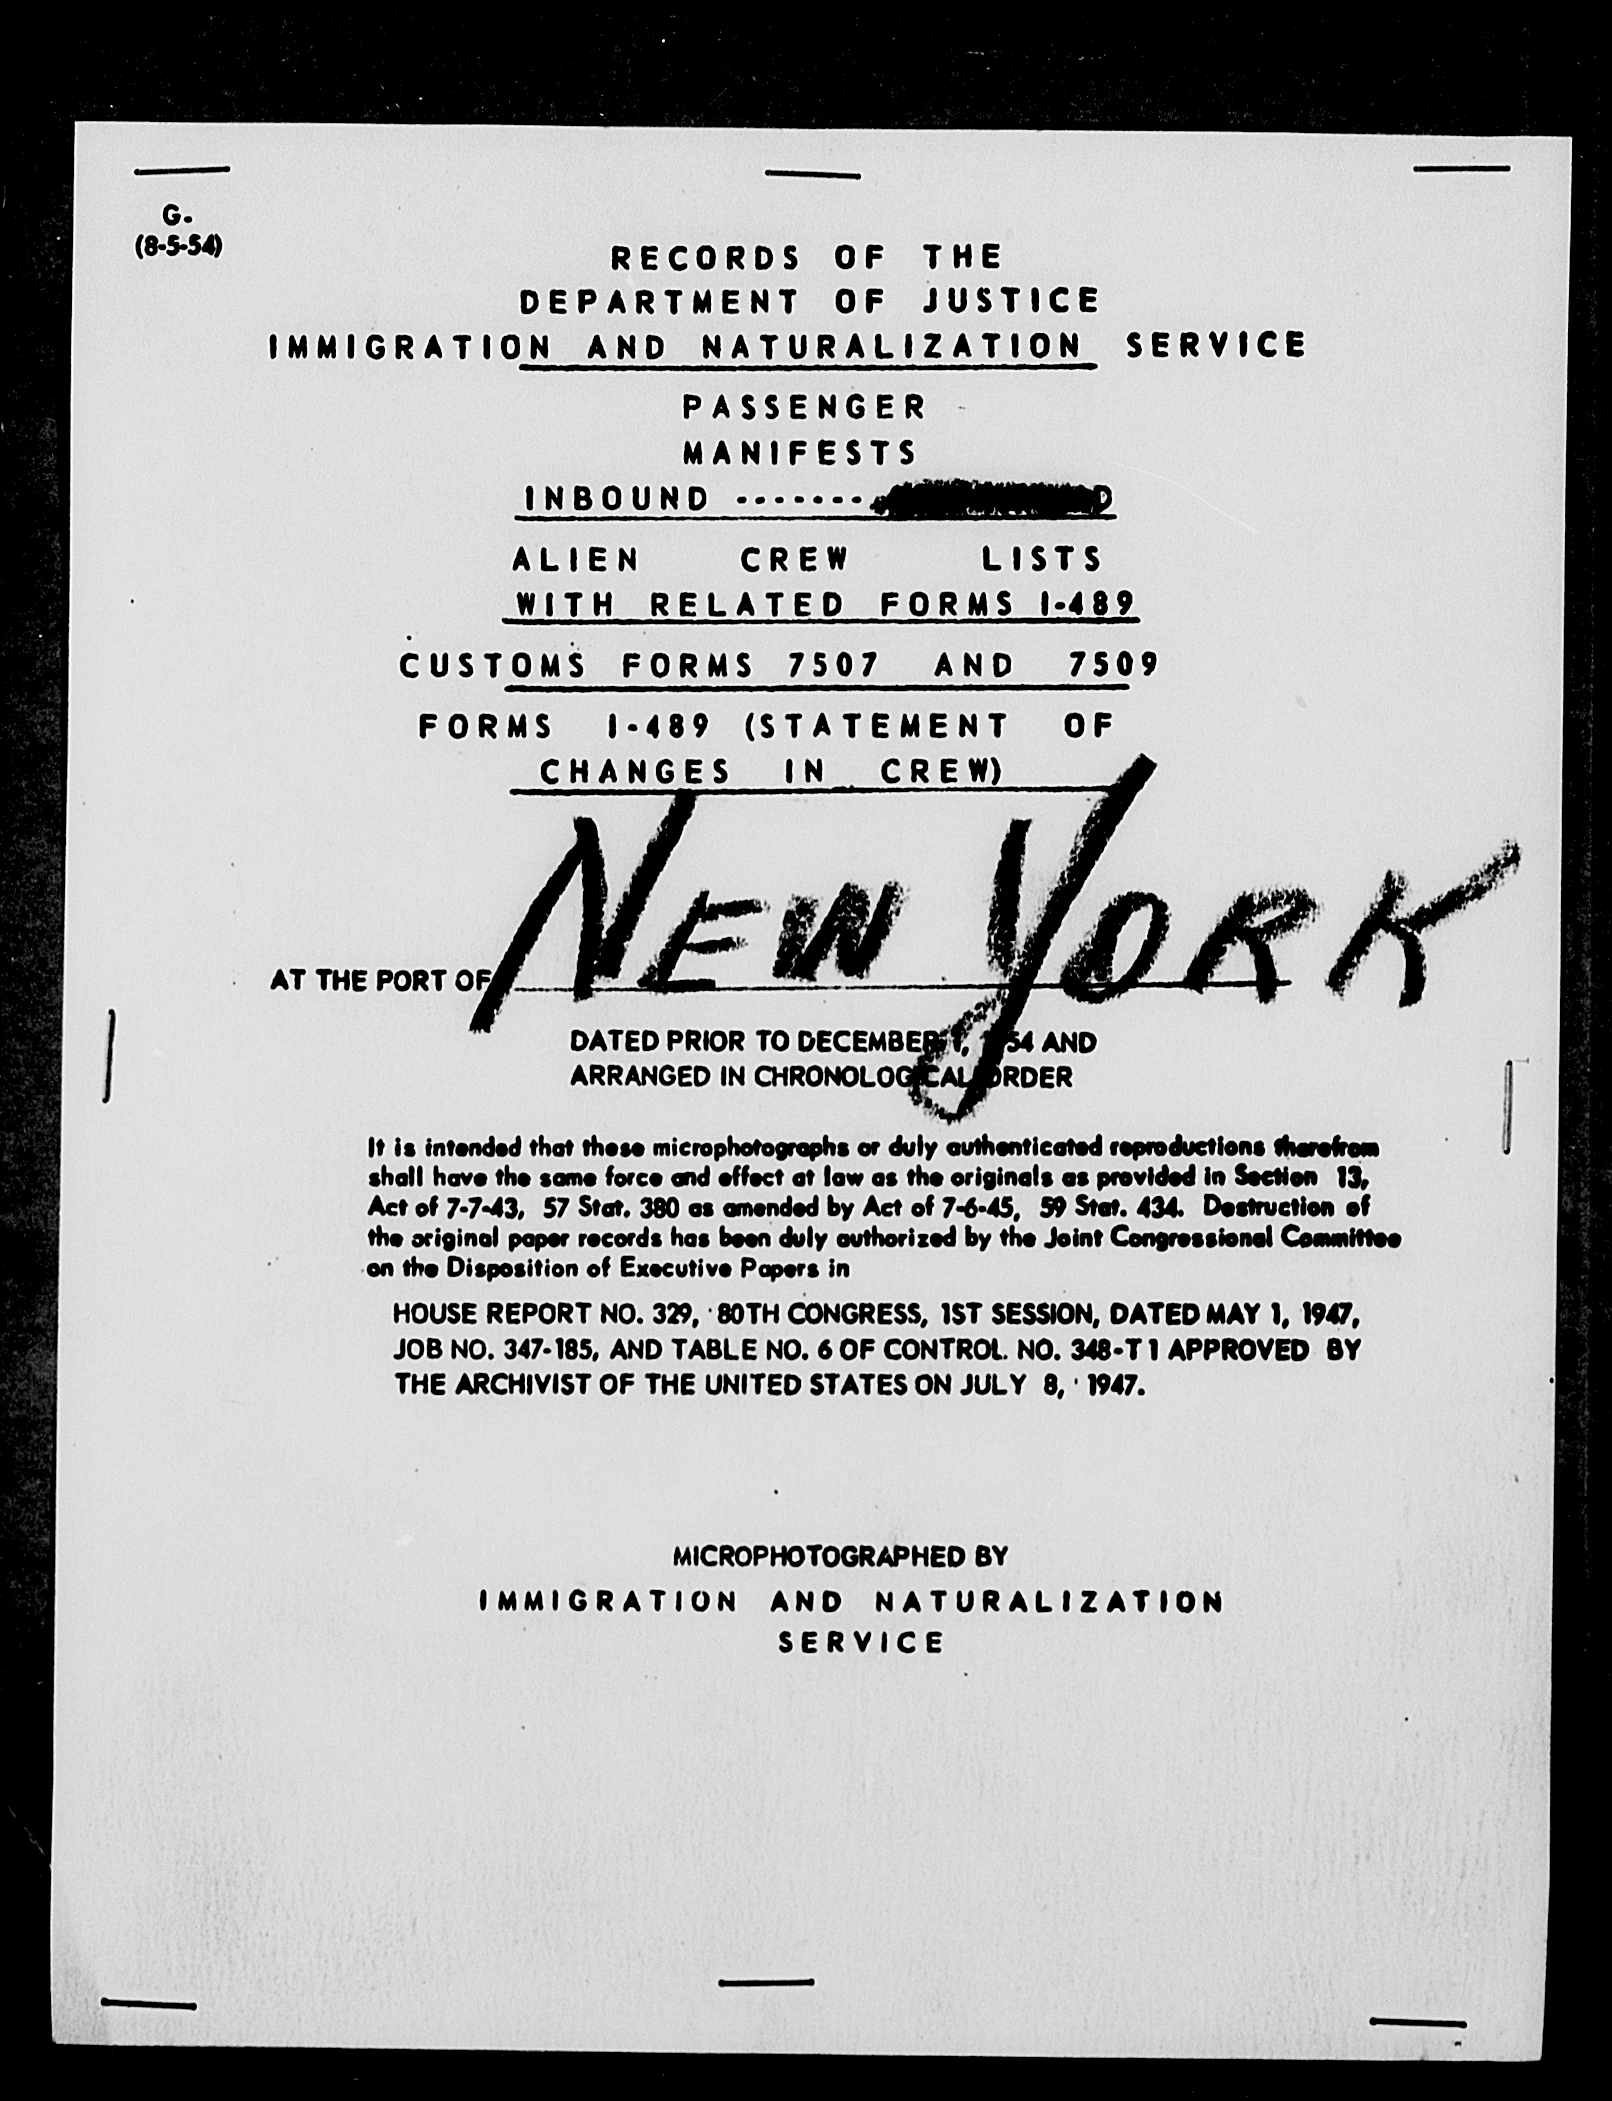 G.
(8-5-54)
RECORDS OF THE
DEPARTMENT OF JUSTICE
IMMIGRATION AND NATURALIZATION SERVICE
PASSENGER
MANIFESTS
INBOUND -------
ALIEN CREW LISTS
WITH RELATED FORMS I-489
CUSTOMS FORMS 7507 AND 7509
FORMS I-489 (STATEMENT OF
CHANGES IN CREW)
AT THE PORT OF NEW YORK
DATED PRIOR TO DECEMBER 1, 54 AND
ARRANGED IN CHRONOLOGICAL ORDER
It is intended that these microphotographs or duly authenticated reproductions therefrom
shall have the same force and effect at law as the originals as provided in Section 13,
Act of 7-7-43, 57 Stat. 380 as amended by Act of 7-6-45, 59 Stat. 434. Destruction of
the original paper records has been duly authorized by the Joint Congressional Committee
on the Disposition of Executive Papers in
HOUSE REPORT NO. 329, 80TH CONGRESS, 1ST SESSION, DATED MAY 1, 1947,
JOB NO. 347-185, AND TABLE NO. 6 OF CONTROL NO. 348-T1 APPROVED BY
THE ARCHIVIST OF THE UNITED STATES ON JULY 8, 1947.
MICROPHOTOGRAPHED BY
IMMIGRATION AND NATURALIZATION
SERVICE